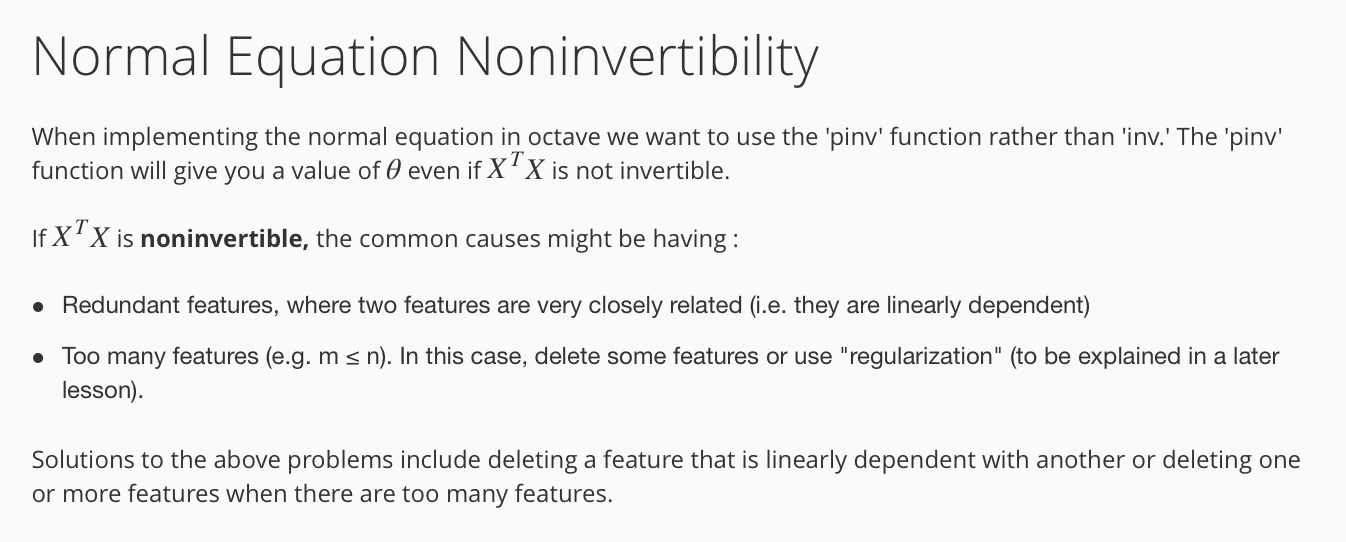 Normal Equation Noninvertibility
When implementing the normal equation in octave we want to use the 'pinv' function rather than 'inv.' The 'pinv'
function will give you a value of θ even if X^T X is not invertible.
If X^T X is noninvertible, the common causes might be having :
● Redundant features, where two features are very closely related (i.e. they are linearly dependent)
● Too many features (e.g. m ≤ n). In this case, delete some features or use "regularization" (to be explained in a later
lesson).
Solutions to the above problems include deleting a feature that is linearly dependent with another or deleting one
or more features when there are too many features.